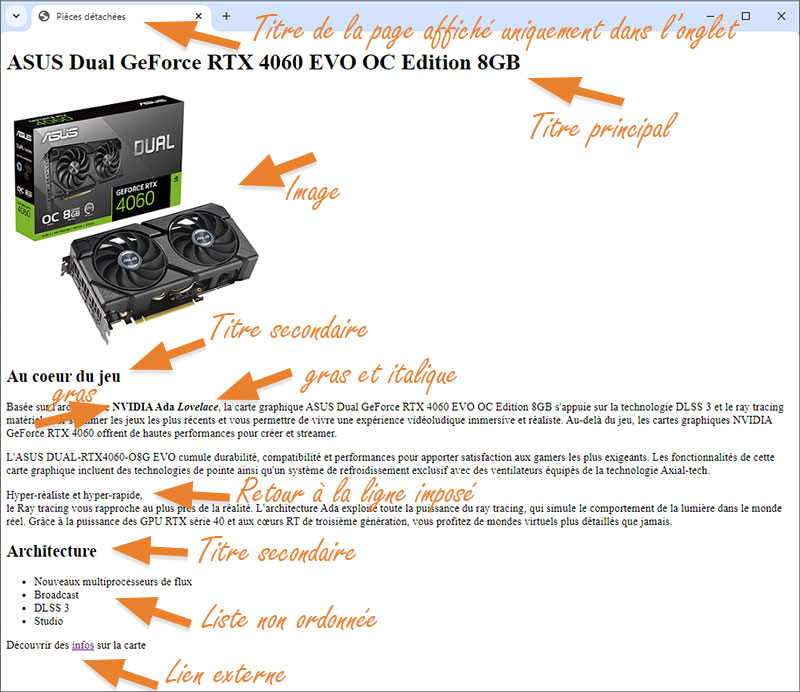 Pièces détachées
Titre de la page affiché uniquement dans l'onglet
ASUS Dual GeForce RTX 4060 EVO OC Edition 8GB
Titre principal
ASUS
DUAL
GEFORCE RTX
4060
OC 8GB
Image
Titre secondaire
Au coeur du jeu
gras et italique
gras
Basée sur l'arc e NVIDIA Ada Lovelace, la carte graphique ASUS Dual GeForce RTX 4060 EVO OC Edition 8GB s'appuie sur la technologie DLSS 3 et le ray tracing
matériel mer les jeux les plus récents et vous permettre de vivre une expérience vidéoludique immersive et réaliste. Au-delà du jeu, les cartes graphiques NVIDIA
GeForce RTX 40 offrent de hautes performances pour créer et streamer.
L'ASUS DUAL-RTX4060-O8G EVO cumule durabilité, compatibilité et performances pour apporter satisfaction aux gamers les plus exigeants. Les fonctionnalités de cette
carte graphique incluent des technologies de pointe ainsi qu'un système de refroidissement exclusif avec des ventilateurs équipés de la technologie Axial-tech.
Hyper-réaliste et hyper-rapide,
Retour à la ligne imposé
le Ray tracing vous rapproche au plus près de la réalité. L'architecture Ada exploite toute la puissance du ray tracing, qui simule le comportement de la lumière dans le monde
réel. Grâce à la puissance des GPU RTX série 40 et aux cœurs RT de troisième génération, vous profitez de mondes virtuels plus détaillés que jamais.
Architecture
Titre secondaire
Nouveaux multiprocesseurs de flux
Broadcast
DLSS 3
Studio
Liste non ordonnée
Découvrir des infos sur la carte
Lien externe